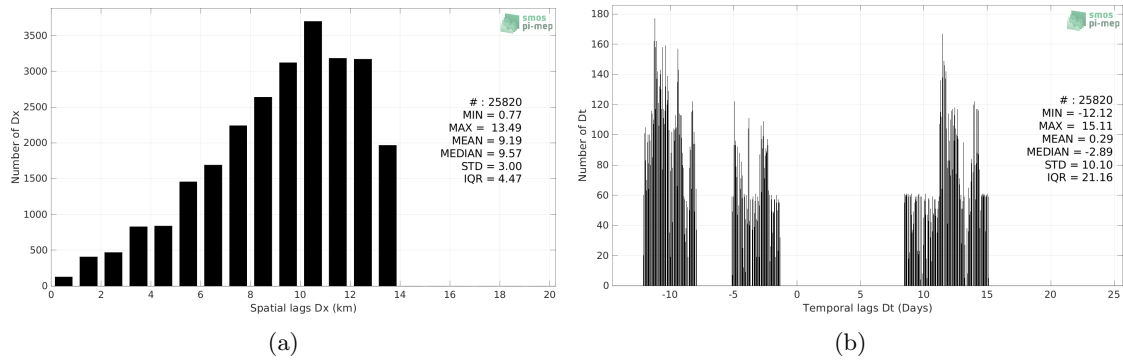 smos
pi-mep
3500
3000
2500
2000
1500
1000
500
0
Number of Dx
# : 25820
MIN = 0.77
MAX = 13.49
MEAN = 9.19
MEDIAN = 9.57
STD = 3.00
IQR = 4.47
0 2 4 6 8 10 12 14 16 18 20
Spatial lags Dx (km)
(a)
smos
pi-mep
180
160
140
120
100
80
60
40
20
0
Number of Dt
# : 25820
MIN = -12.12
MAX = 15.11
MEAN = 0.29
MEDIAN = -2.89
STD = 10.10
IQR = 21.16
-10 -5 0 5 10 15 20 25
Temporal lags Dt (Days)
(b)